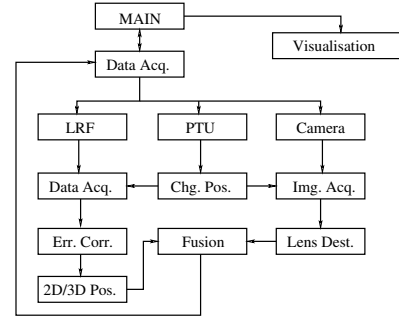 MAIN
Visualisation
Data Acq.
LRF
PTU
Camera
Data Acq.
Chg. Pos.
Img. Acq.
Err. Corr.
Fusion
Lens Dest.
2D/3D Pos.